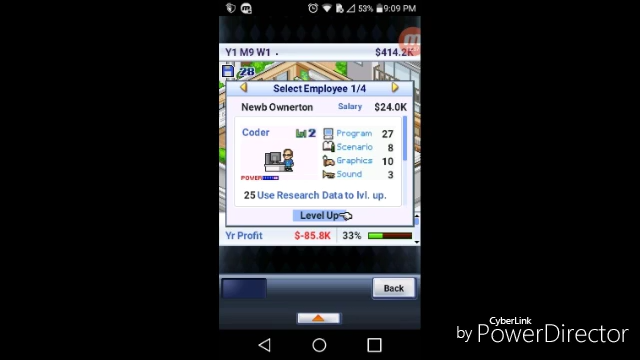 53% 9:09 PM
Y1 M9 W1 $414.2K
28
Select Employee 1/4
Newb Ownerton Salary $24.0K
Coder Lvl 2
Program 27
Scenario 8
Graphics 10
Sound 3
POWER
25 Use Research Data to lvl. up.
Level Up
Yr Profit $-85.8K 33%
Back
CyberLink
by PowerDirector